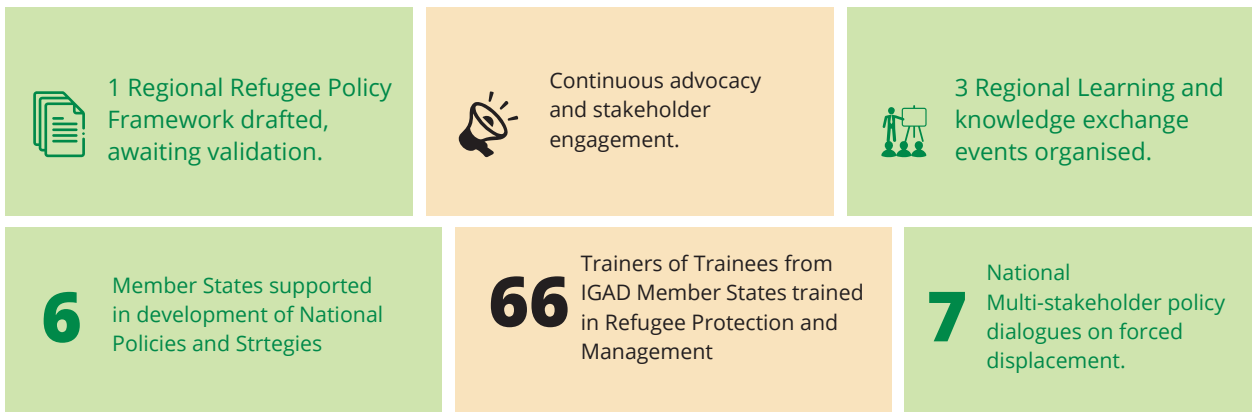 1 Regional Refugee Policy
Framework drafted,
awaiting validation.
Continuous advocacy
and stakeholder
engagement.
3 Regional Learning and
knowledge exchange
events organised.
6
Member States supported
in development of National
Policies and Strtegies
66
Trainers of Trainees from
IGAD Member States trained
in Refugee Protection and
Management
7
National
Multi-stakeholder policy
dialogues on forced
displacement.